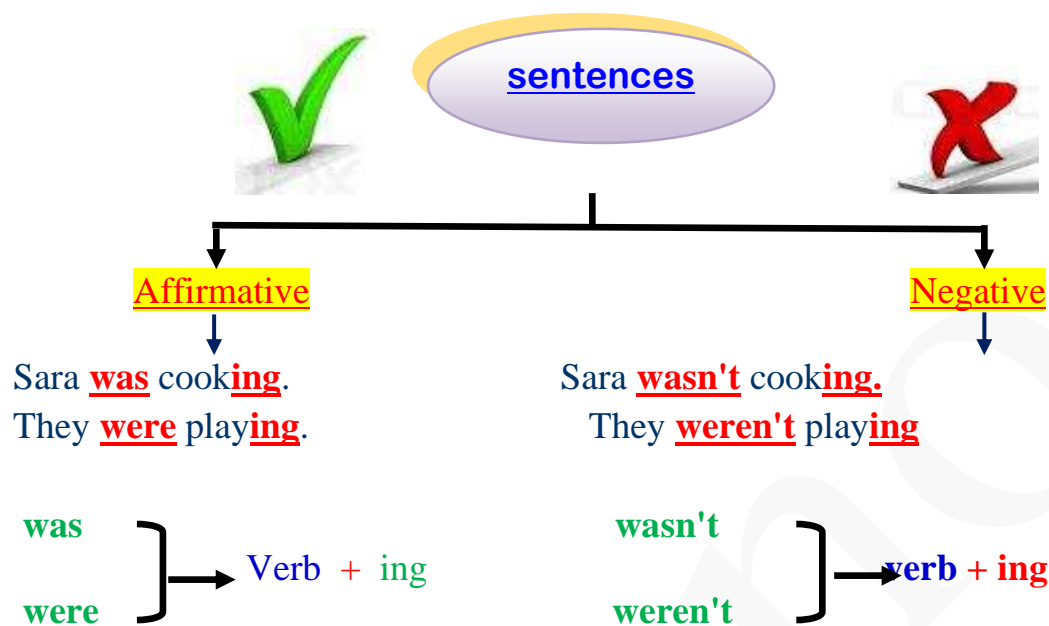 sentences
Affirmative
Negative
Sara was cooking.
Sara wasn't cooking.
They were playing.
They weren't playing
was
wasn't
Verb + ing
verb + ing
were
weren't